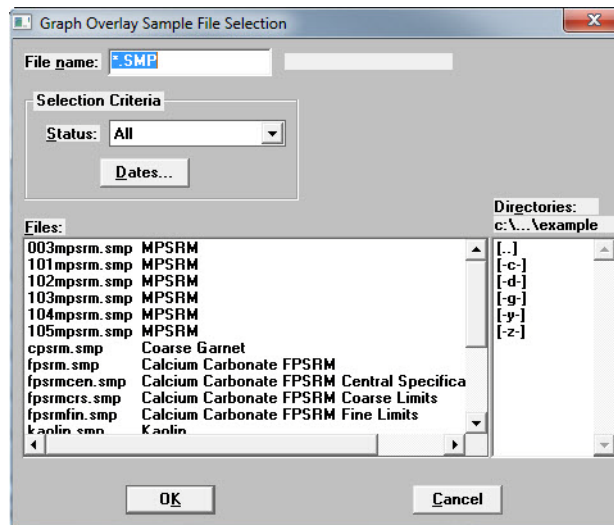 Graph Overlay Sample File Selection
File name: *.SMP
Selection Criteria
Status: All
Dates...
Directories:
Files: c:\...\example
003mpsrm.smp MPSRM
101mpsrm.smp MPSRM
102mpsrm.smp MPSRM
103mpsrm.smp MPSRM
104mpsrm.smp MPSRM
105mpsrm.smp MPSRM
cpsrm.smp Coarse Garnet
fpsrm.smp Calcium Carbonate FPSRM
fpsrmcen.smp Calcium Carbonate FPSRM Central Specifica
fpsrmcrs.smp Calcium Carbonate FPSRM Coarse Limits
fpsrmfin.smp Calcium Carbonate FPSRM Fine Limits
kaolin.smp Kaolin
[..]
[-c-]
[-d-]
[-g-]
[-y-]
[-z-]
OK Cancel